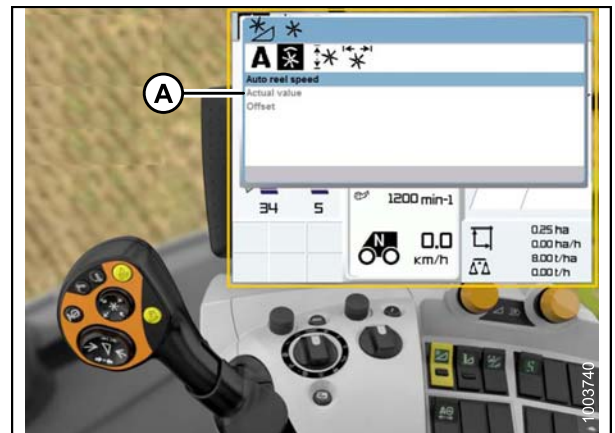 A
Auto reel speed
Actual value
Offset
A
34
5
1200 min-1
N
0.0
km/h
0.25 ha
0.00 ha/h
8.00 t/ha
0.00 t/h
1003740